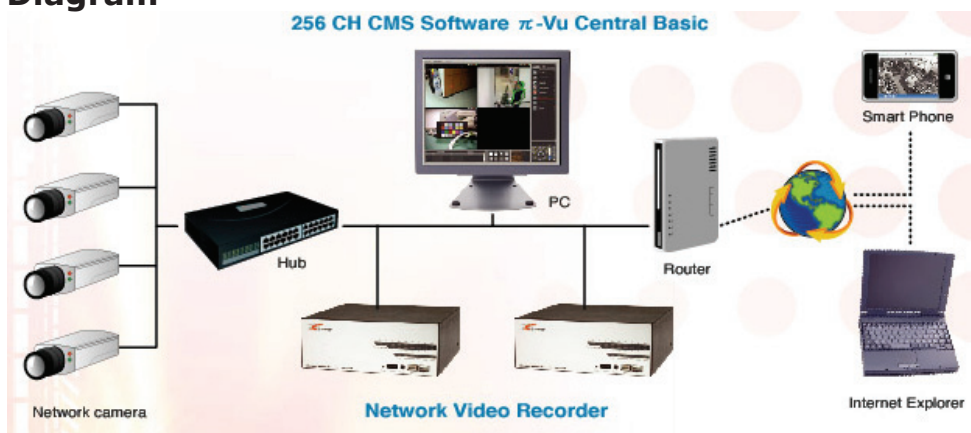 Diagram
256 CH CMS Software π-Vu Central Basic
Smart Phone
PC
Hub
Router
Network camera
Network Video Recorder
Internet Explorer